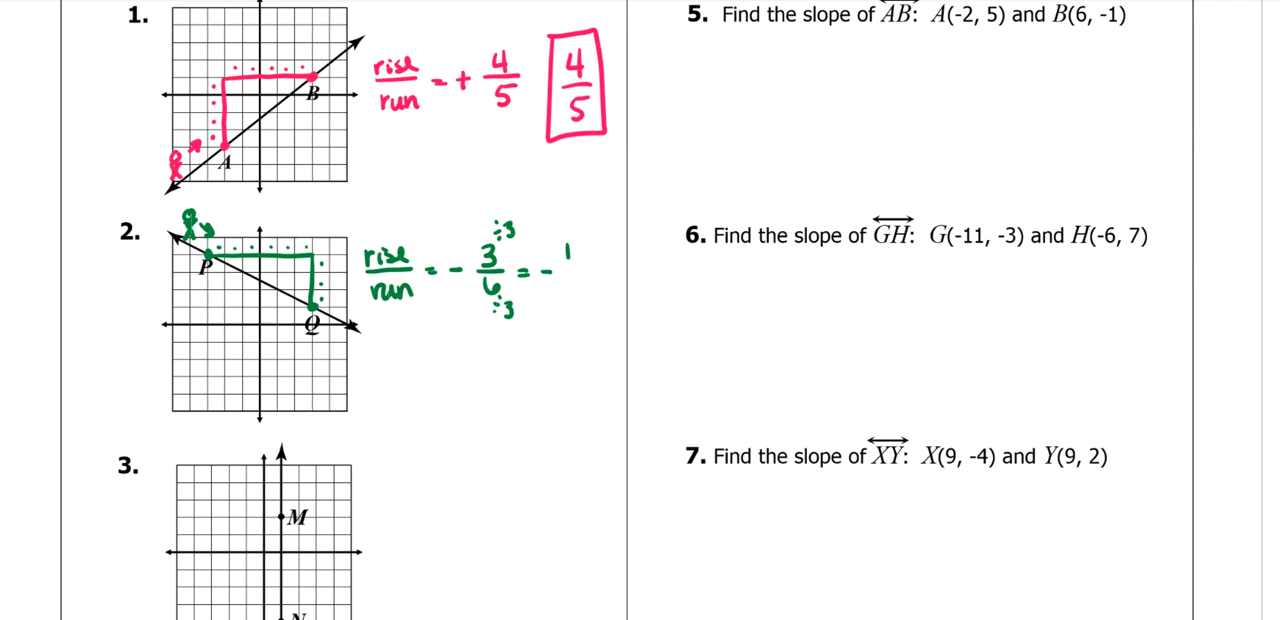 1.
rise/run = + 4/5 4/5
B
A
2.
÷3
rise/run = - 3/6 = - 1
÷3
P
Q
3.
M
N
5. Find the slope of AB: A(-2, 5) and B(6, -1)
6. Find the slope of GH: G(-11, -3) and H(-6, 7)
7. Find the slope of XY: X(9, -4) and Y(9, 2)